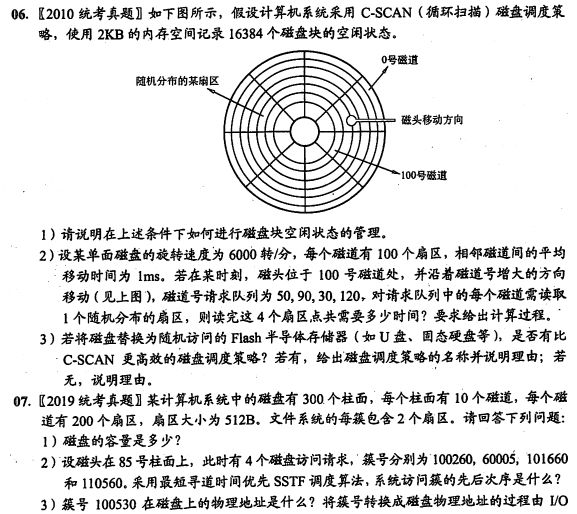 06.〖2010 统考真题〗如下图所示，假设计算机系统采用 C-SCAN（循环扫描）磁盘调度策
略，使用 2KB 的内存空间记录 16384 个磁盘块的空闲状态。
0号磁道
随机分布的某扇区
磁头移动方向
100号磁道
1）请说明在上述条件下如何进行磁盘块空闲状态的管理。
2）设某单面磁盘的旋转速度为 6000 转/分，每个磁道有 100 个扇区，相邻磁道间的平均
移动时间为 1ms。若在某时刻，磁头位于 100 号磁道处，并沿着磁道号增大的方向
移动（见上图），磁道号请求队列为 50, 90, 30, 120，对请求队列中的每个磁道需读取
1 个随机分布的扇区，则读完这 4 个扇区点共需要多少时间？要求给出计算过程。
3）若将磁盘替换为随机访问的 Flash 半导体存储器（如 U 盘、固态硬盘等），是否有比
C-SCAN 更高效的磁盘调度策略？若有，给出磁盘调度策略的名称并说明理由；若
无，说明理由。
07.〖2019 统考真题〗某计算机系统中的磁盘有 300 个柱面，每个柱面有 10 个磁道，每个磁
道有 200 个扇区，扇区大小为 512B。文件系统的每簇包含 2 个扇区。请回答下列问题：
1）磁盘的容量是多少？
2）设磁头在 85 号柱面上，此时有 4 个磁盘访问请求，簇号分别为 100260, 60005, 101660
和 110560。采用最短寻道时间优先 SSTF 调度算法，系统访问簇的先后次序是什么？
3）簇号 100530 在磁盘上的物理地址是什么？将簇号转换成磁盘物理地址的过程由 I/O